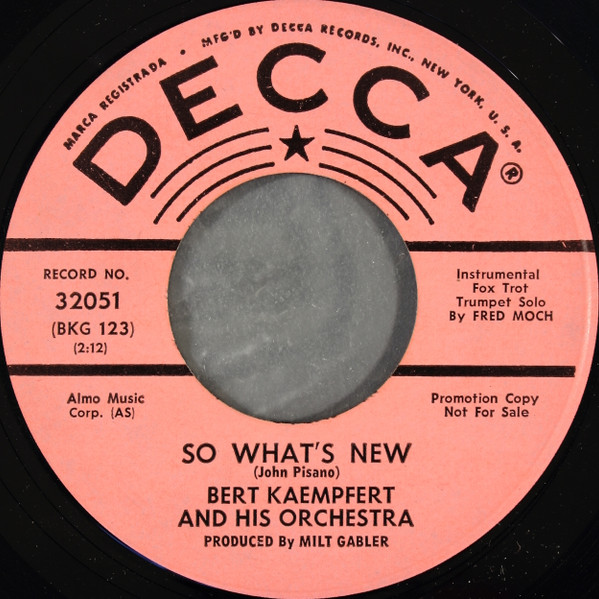 MARCA REGISTRADA • MFG'D BY DECCA RECORDS, INC., NEW YORK, U. S. A.
DECCA®
RECORD NO.
32051
(BKG 123)
(2:12)
Instrumental
Fox Trot
Trumpet Solo
By FRED MOCH
Almo Music
Corp. (AS)
Promotion Copy
Not For Sale
SO WHAT'S NEW
(John Pisano)
BERT KAEMPFERT
AND HIS ORCHESTRA
PRODUCED By MILT GABLER